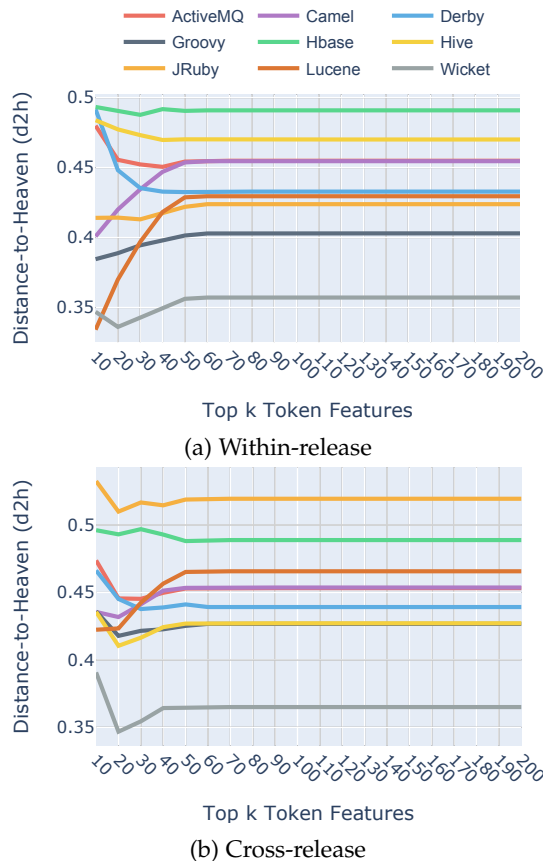 ActiveMQ Camel Derby
Groovy Hbase Hive
JRuby Lucene Wicket
0.5
0.45
0.4
0.35
Distance-to-Heaven (d2h)
10 20 30 40 50 60 70 80 90 100 110 120 130 140 150 160 170 180 190 200
Top k Token Features
(a) Within-release
0.5
0.45
0.4
0.35
Distance-to-Heaven (d2h)
10 20 30 40 50 60 70 80 90 100 110 120 130 140 150 160 170 180 190 200
Top k Token Features
(b) Cross-release